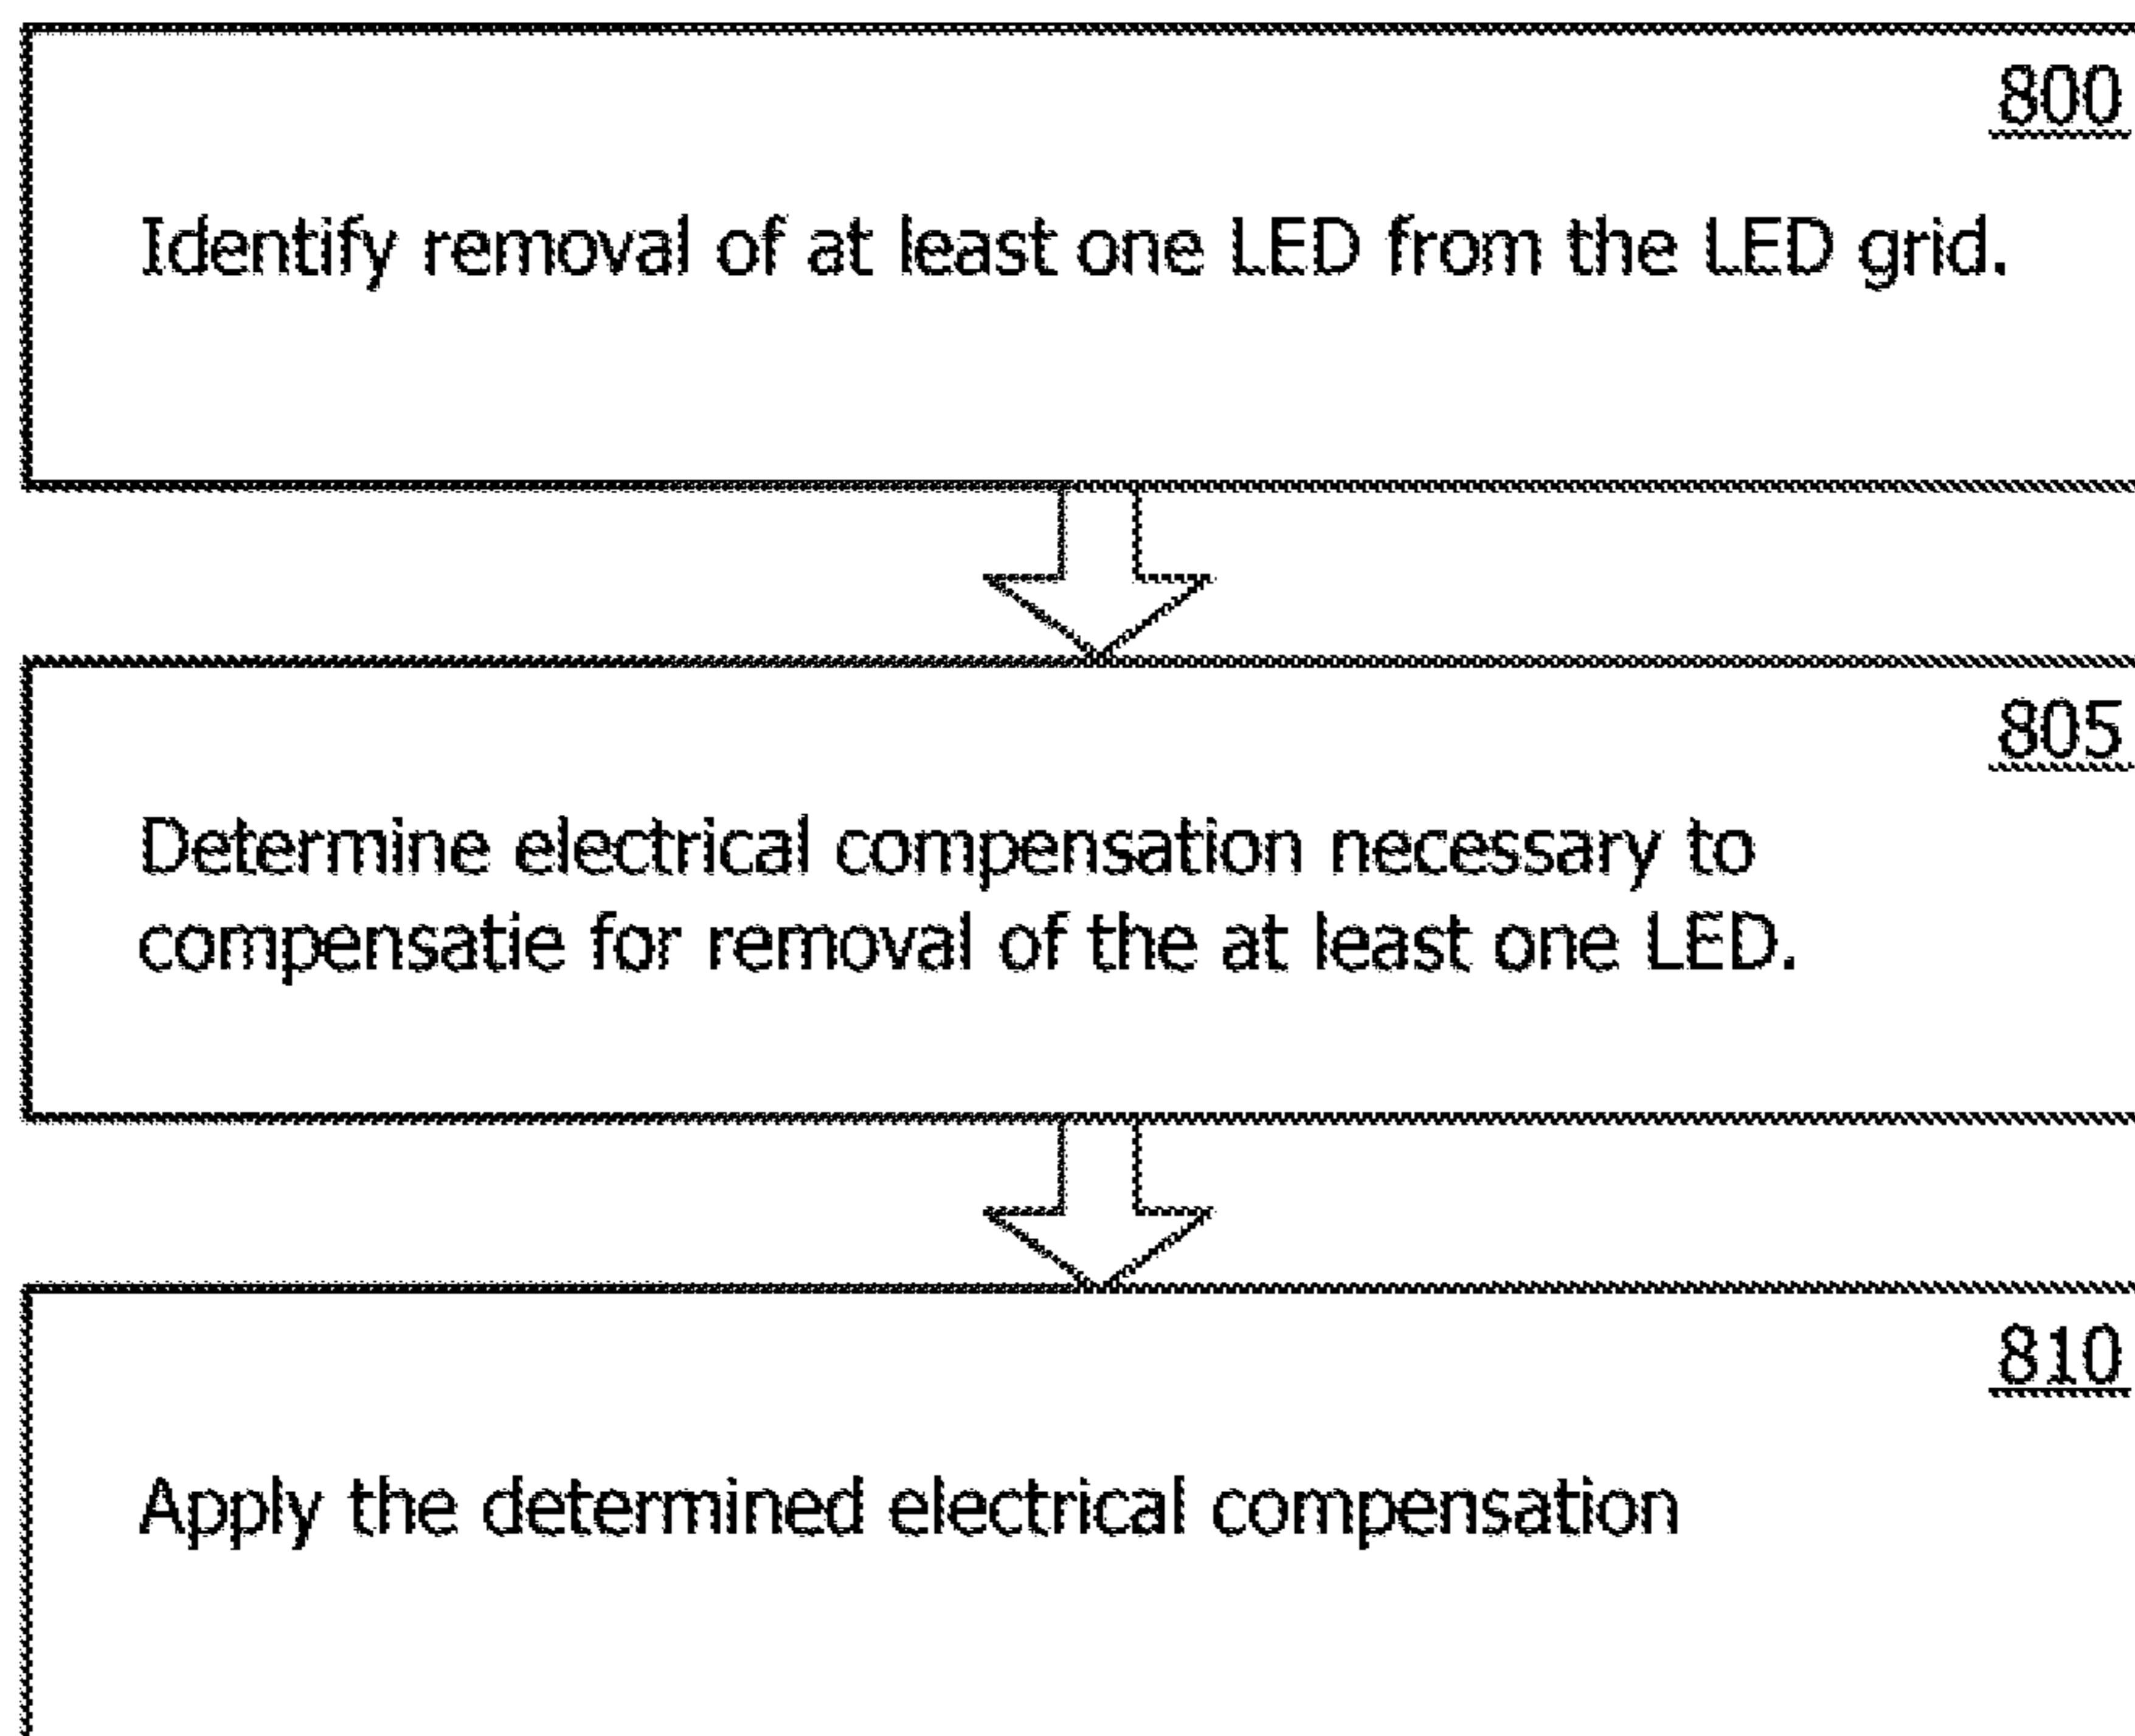 800
Identify removal of at least one LED from the LED grid.
805
Determine electrical compensation necessary to
compensatie for removal of the at least one LED.
810
Apply the determined electrical compensation